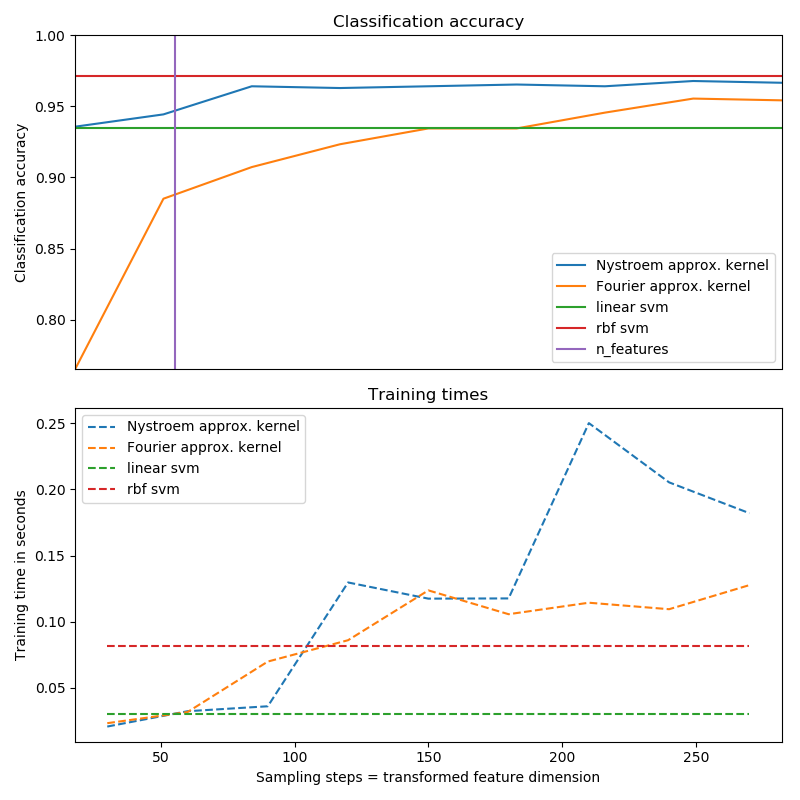 Classification accuracy
1.00
0.95
0.90
0.85
0.80
Classification accuracy
Nystroem approx. kernel
Fourier approx. kernel
linear svm
rbf svm
n_features
Training times
0.25
0.20
0.15
0.10
0.05
Training time in seconds
Nystroem approx. kernel
Fourier approx. kernel
linear svm
rbf svm
50
100
150
200
250
Sampling steps = transformed feature dimension